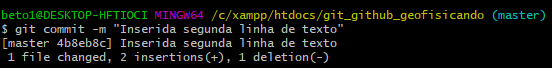 beto1@DESKTOP-HFTIOCI MINGW64 /c/xampp/htdocs/git_github_geofisicando (master)
$ git commit -m "Inserida segunda linha de texto"
[master 4b8eb8c] Inserida segunda linha de texto
 1 file changed, 2 insertions(+), 1 deletion(-)